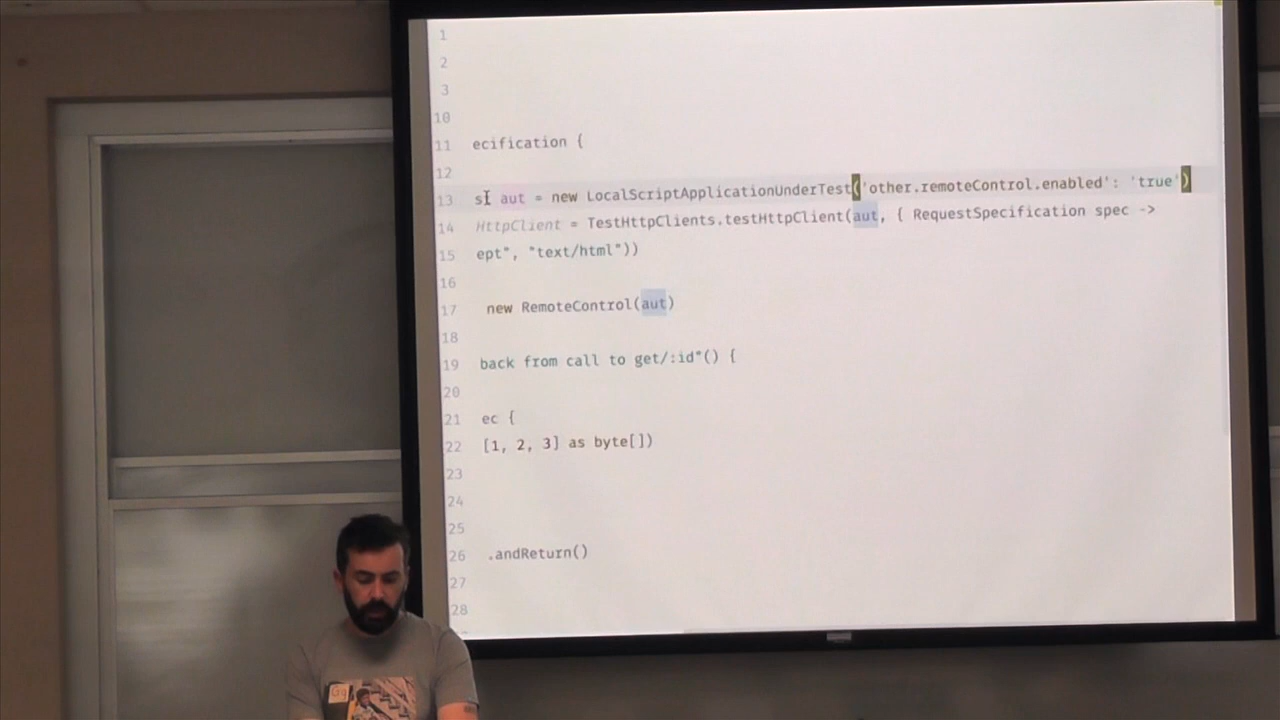 1
2
3
10
11 ecification {
12
13 s aut = new LocalScriptApplicationUnderTest('other.remoteControl.enabled': 'true')
14 HttpClient = TestHttpClients.testHttpClient(aut, { RequestSpecification spec ->
15 ept", "text/html"))
16
17 new RemoteControl(aut)
18
19 back from call to get/:id"() {
20
21 ec {
22 [1, 2, 3] as byte[])
23
24
25
26 .andReturn()
27
28
Gg